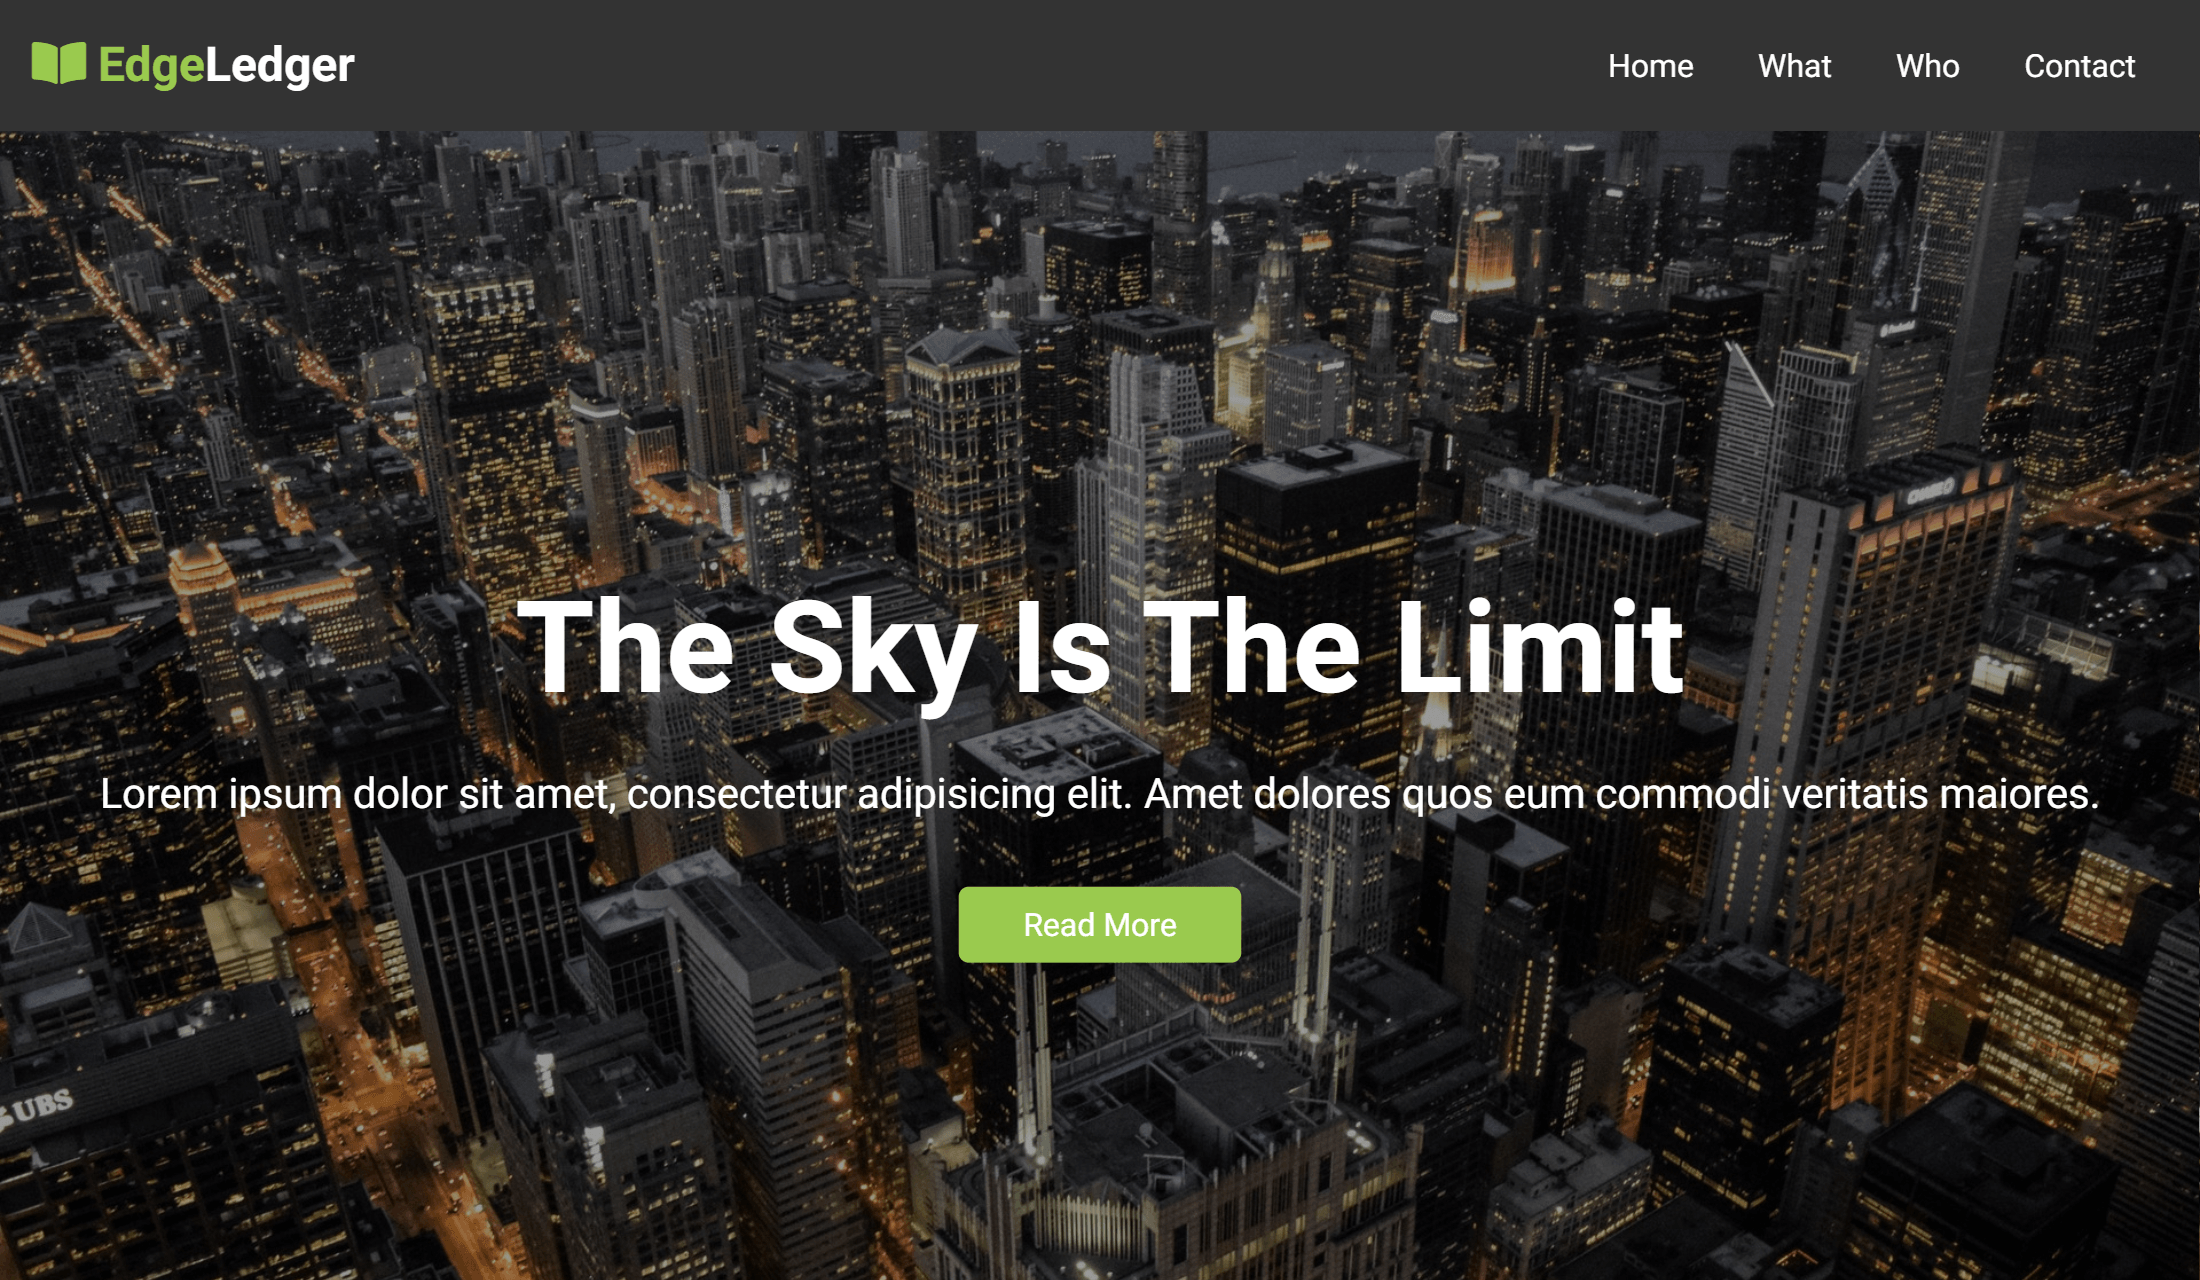 EdgeLedger
Home What Who Contact
The Sky Is The Limit
Lorem ipsum dolor sit amet, consectetur adipisicing elit. Amet dolores quos eum commodi veritatis maiores.
Read More
UBS